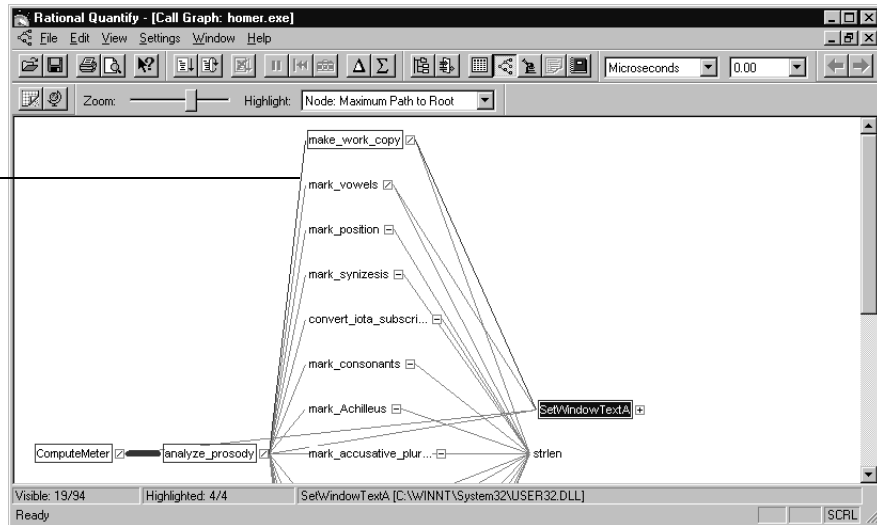 Rational Quantify - [Call Graph: homer.exe]
File Edit View Settings Window Help
Microseconds 0.00
Zoom: Highlight: Node: Maximum Path to Root
make_work_copy
mark_vowels
mark_position
mark_synizesis
convert_iota_subscri...
mark_consonants
mark_Achilleus
SetWindowTextA
ComputeMeter analyze_prosody mark_accusative_plur... strlen
Visible: 19/94 Highlighted: 4/4 SetWindowTextA [C:\WINNT\System32\USER32.DLL]
Ready SCRL